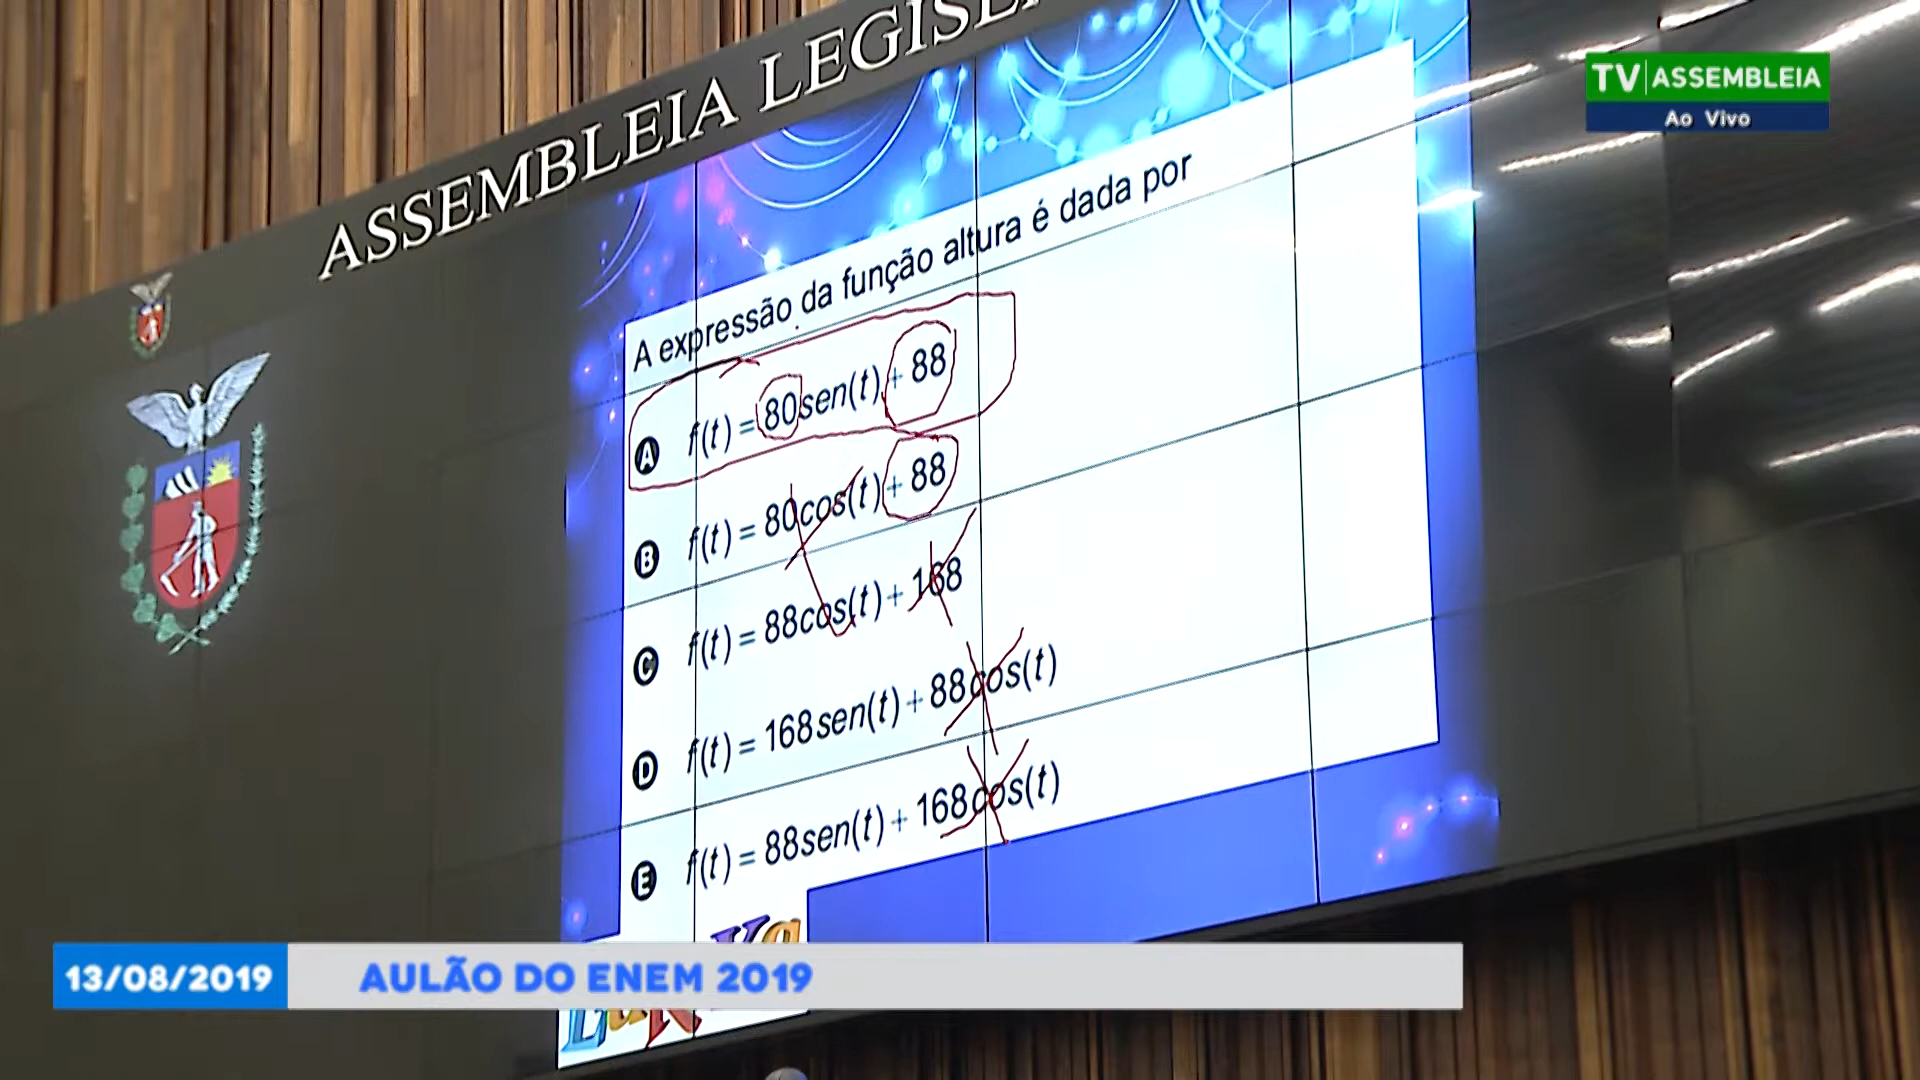 ASSEMBLEIA
TV ASSEMBLEIA
Ao Vivo
A expressão da função altura é dada por
A f(t) = 80sen(t) + 88
B f(t) = 80cos(t) + 88
C f(t) = 88cos(t) + 168
D f(t) = 168sen(t) + 88cos(t)
E f(t) = 88sen(t) + 168cos(t)
13/08/2019 AULÃO DO ENEM 2019